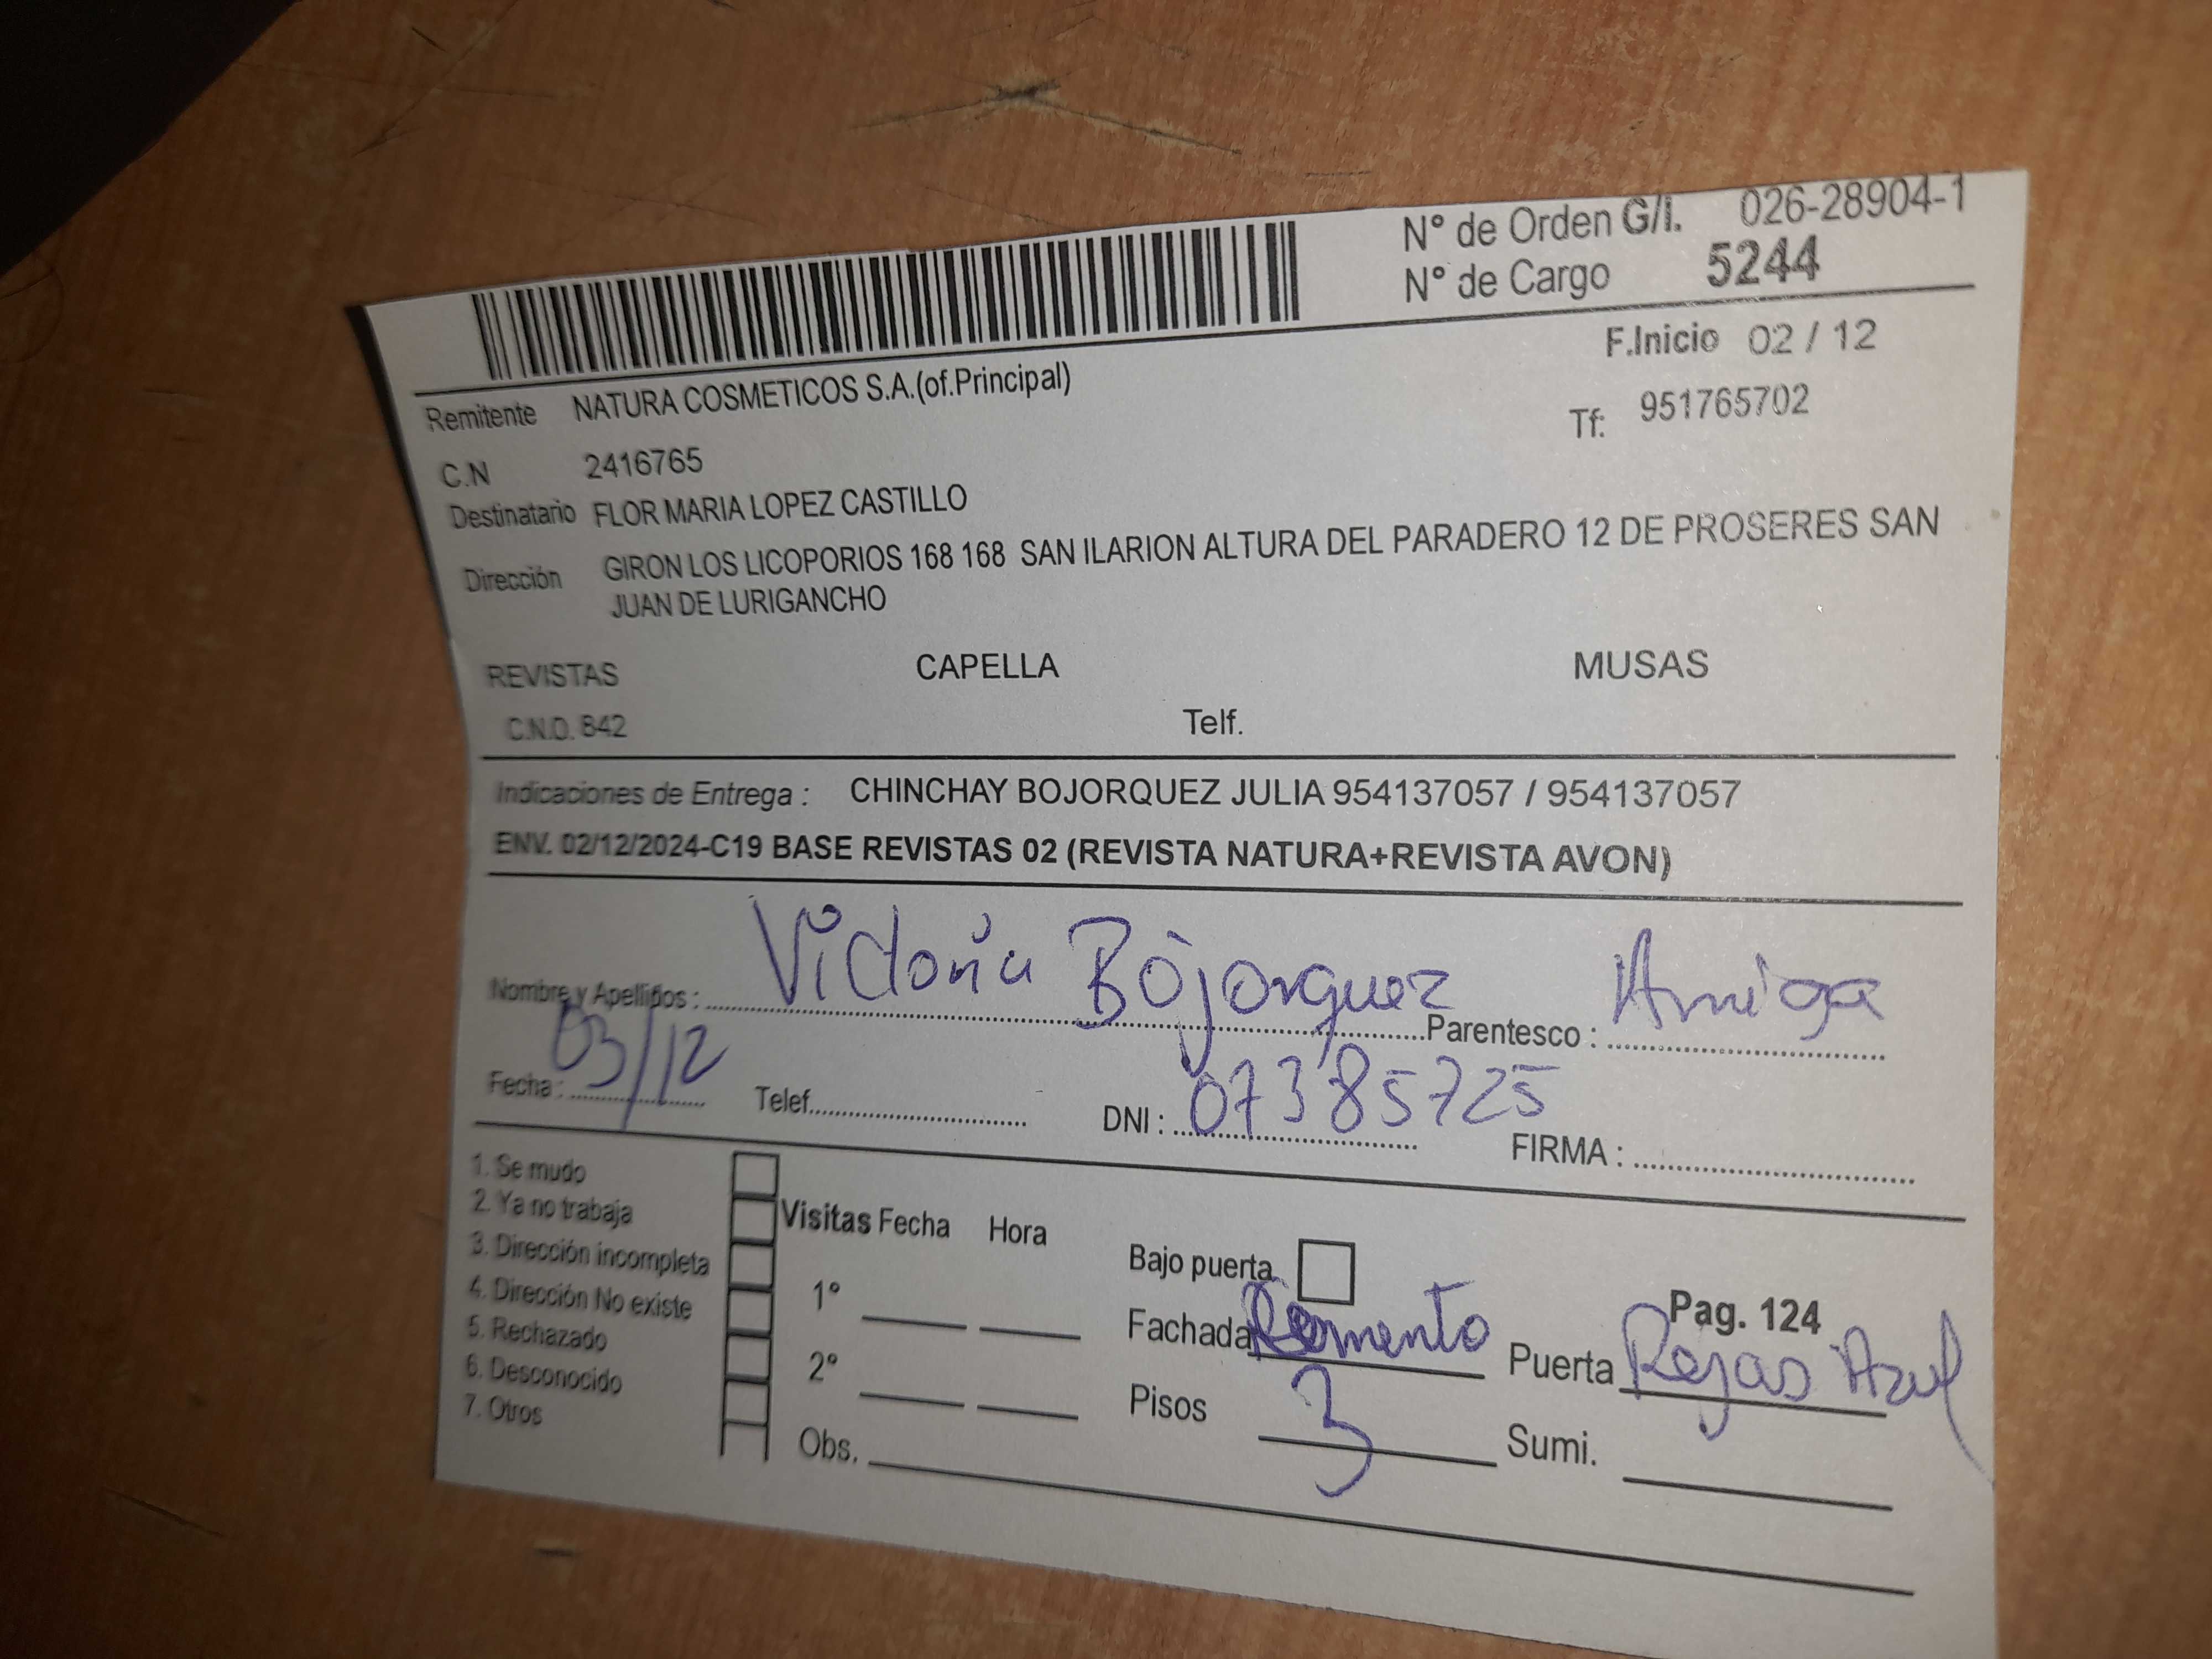 N° de Orden G/I. 026-28904-1
N° de Cargo 5244
F.Inicio 02 / 12
Remitente NATURA COSMETICOS S.A.(of.Principal)
Tf: 951765702
C.N 2416765
Destinatario FLOR MARIA LOPEZ CASTILLO
Dirección GIRON LOS LICOPORIOS 168 168 SAN ILARION ALTURA DEL PARADERO 12 DE PROSERES SAN
JUAN DE LURIGANCHO
REVISTAS CAPELLA MUSAS
C.N.O. 842 Telf.
Indicaciones de Entrega : CHINCHAY BOJORQUEZ JULIA 954137057 / 954137057
ENV. 02/12/2024-C19 BASE REVISTAS 02 (REVISTA NATURA+REVISTA AVON)
Nombre y Apellidos : Victoria Bojorquez Parentesco : Amiga
Fecha : 03/12 Telef. DNI : 07385725 FIRMA :
1. Se mudo
2. Ya no trabaja
3. Dirección incompleta
4. Dirección No existe
5. Rechazado
6. Desconocido
7. Otros
Visitas Fecha Hora
1°
2°
Obs.
Bajo puerta
Pag. 124
Fachada Cemento Puerta Rejas Azul
Pisos 3 Sumi.